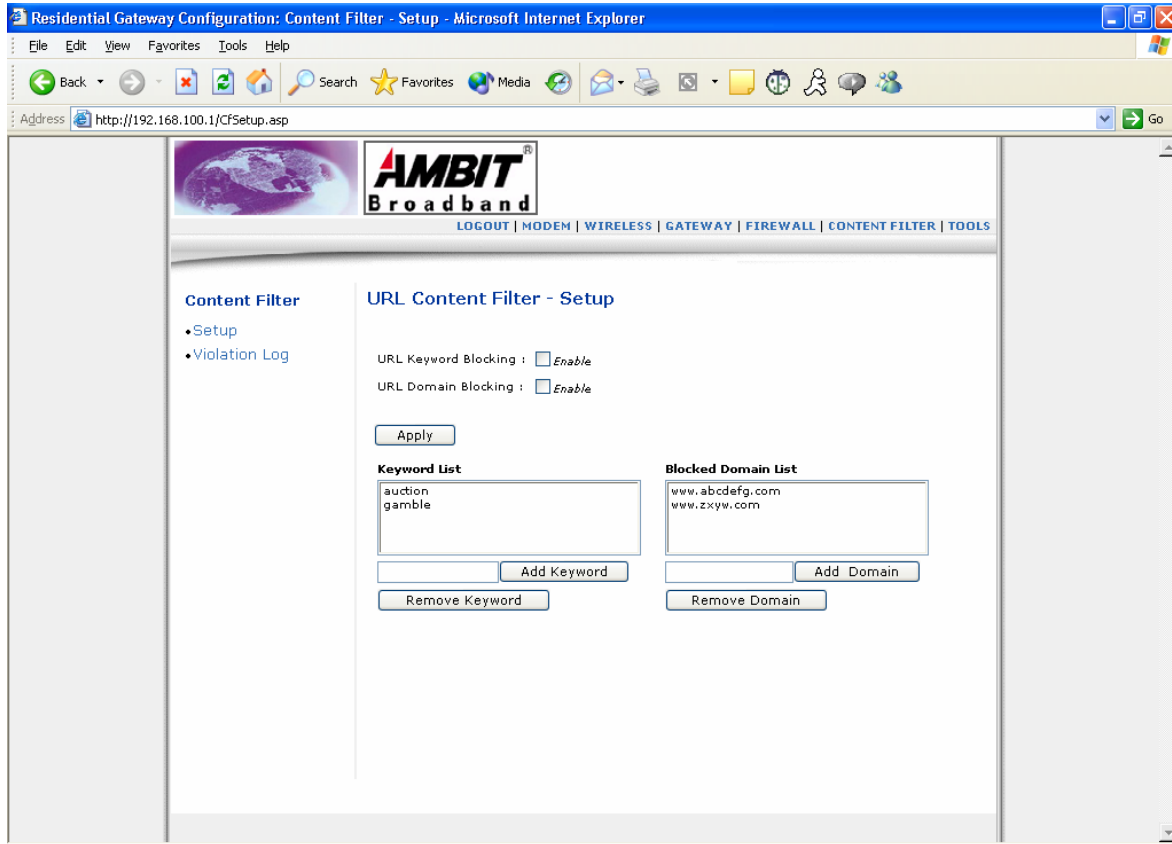 Residential Gateway Configuration: Content Filter - Setup - Microsoft Internet Explorer
File Edit View Favorites Tools Help
Back Search Favorites Media
Address http://192.168.100.1/CfSetup.asp Go
AMBIT®
Broadband
LOGOUT | MODEM | WIRELESS | GATEWAY | FIREWALL | CONTENT FILTER | TOOLS
Content Filter
•Setup
•Violation Log
URL Content Filter - Setup
URL Keyword Blocking : Enable
URL Domain Blocking : Enable
Apply
Keyword List Blocked Domain List
auction www.abcdefg.com
gamble www.zxyw.com
Add Keyword Add Domain
Remove Keyword Remove Domain